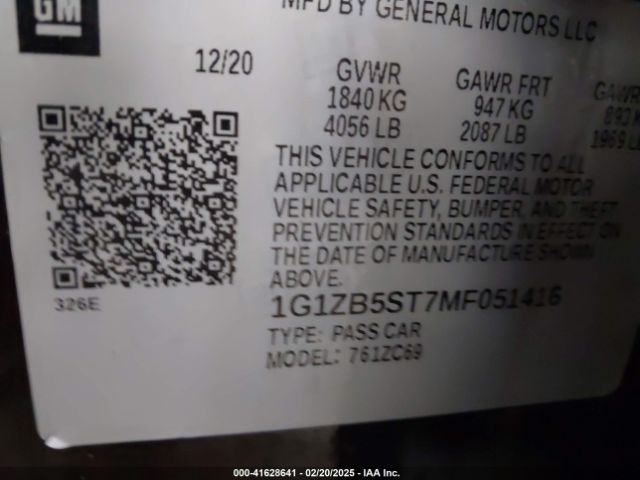 GM
MFD BY GENERAL MOTORS LLC
12/20 GVWR GAWR FRT GAWR
1840 KG 947 KG 893 K
4056 LB 2087 LB 1969 L
THIS VEHICLE CONFORMS TO ALL
APPLICABLE U.S. FEDERAL MOTOR
VEHICLE SAFETY, BUMPER, AND THEFT
PREVENTION STANDARDS IN EFFECT ON
THE DATE OF MANUFACTURE SHOWN
ABOVE.
326E
1G1ZB5ST7MF051416
TYPE: PASS CAR
MODEL: 761ZC69
000-41628641 - 02/20/2025 - IAA Inc.